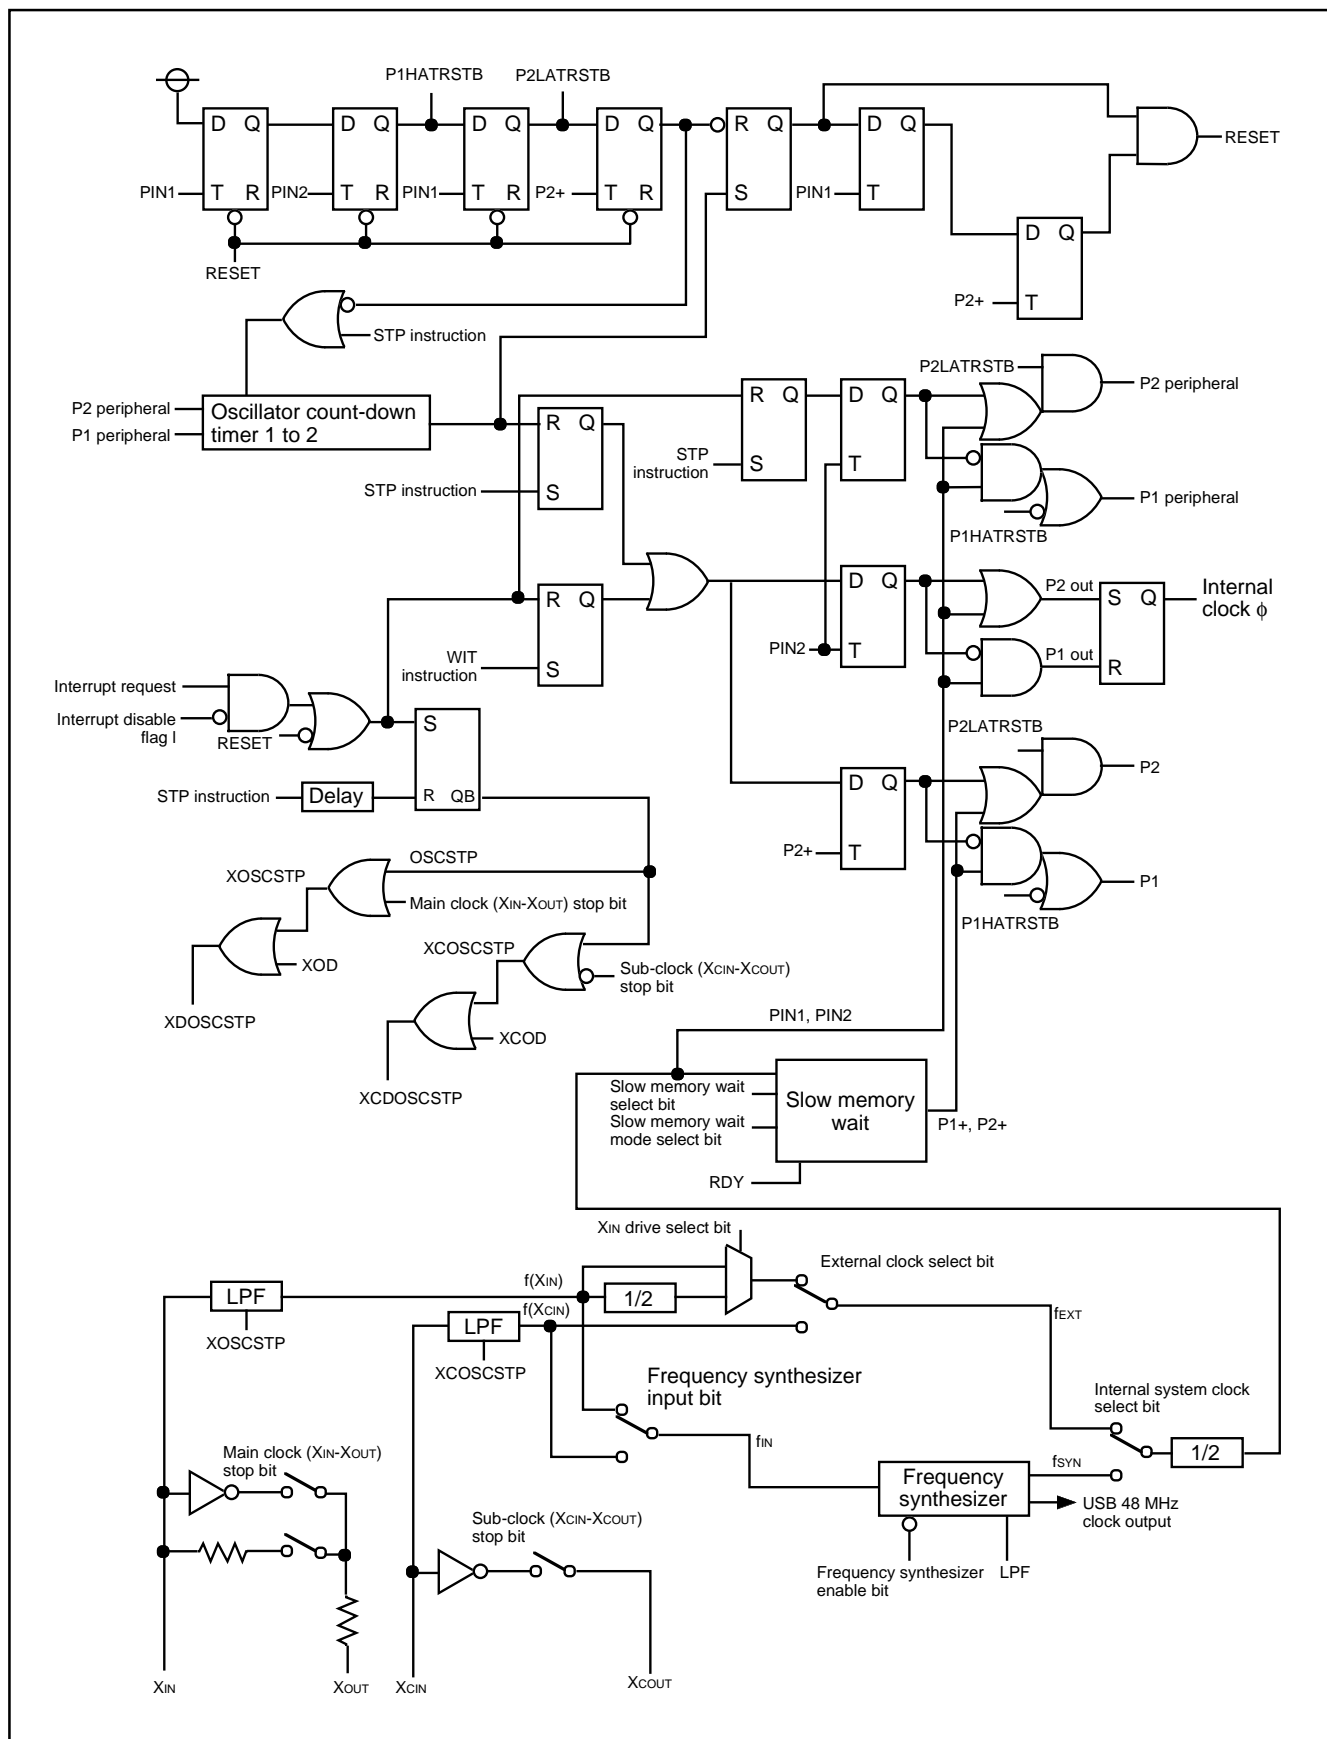 P1HATRSTB P2LATRSTB
D Q D Q D Q D Q R Q D Q
RESET
PIN1 T R PIN2 T R PIN1 T R P2+ T R S PIN1 T
D Q
RESET
P2+ T
STP instruction
P2LATRSTB
P2 peripheral
P2 peripheral
Oscillator count-down
timer 1 to 2
P1 peripheral
R Q
R Q
D Q
STP
instruction
S
T
STP instruction
S
P1 peripheral
P1HATRSTB
D Q
P2 out
S Q
Internal
clock ϕ
R Q
PIN2
T
P1 out
R
WIT
instruction
S
Interrupt request
Interrupt disable
flag I
RESET
S
P2LATRSTB
P2
D Q
STP instruction
Delay
R QB
P2+
T
OSCSTP
XOSCSTP
Main clock (XIN-XOUT) stop bit
P1
P1HATRSTB
XCOSCSTP
XOD
Sub-clock (XCIN-XCOUT)
stop bit
XDOSCSTP
PIN1, PIN2
XCOD
XCDOSCSTP
Slow memory wait
select bit
Slow memory wait
mode select bit
Slow memory
wait
P1+, P2+
RDY
XIN drive select bit
External clock select bit
f(XIN)
LPF
1/2
f(XCIN)
LPF
fEXT
XOSCSTP
XCOSCSTP
Frequency synthesizer
input bit
Internal system clock
select bit
fIN
Main clock (XIN-XOUT)
stop bit
1/2
fSYN
Frequency
synthesizer
USB 48 MHz
clock output
Sub-clock (XCIN-XCOUT)
stop bit
Frequency synthesizer
enable bit
LPF
XIN XOUT XCIN XCOUT